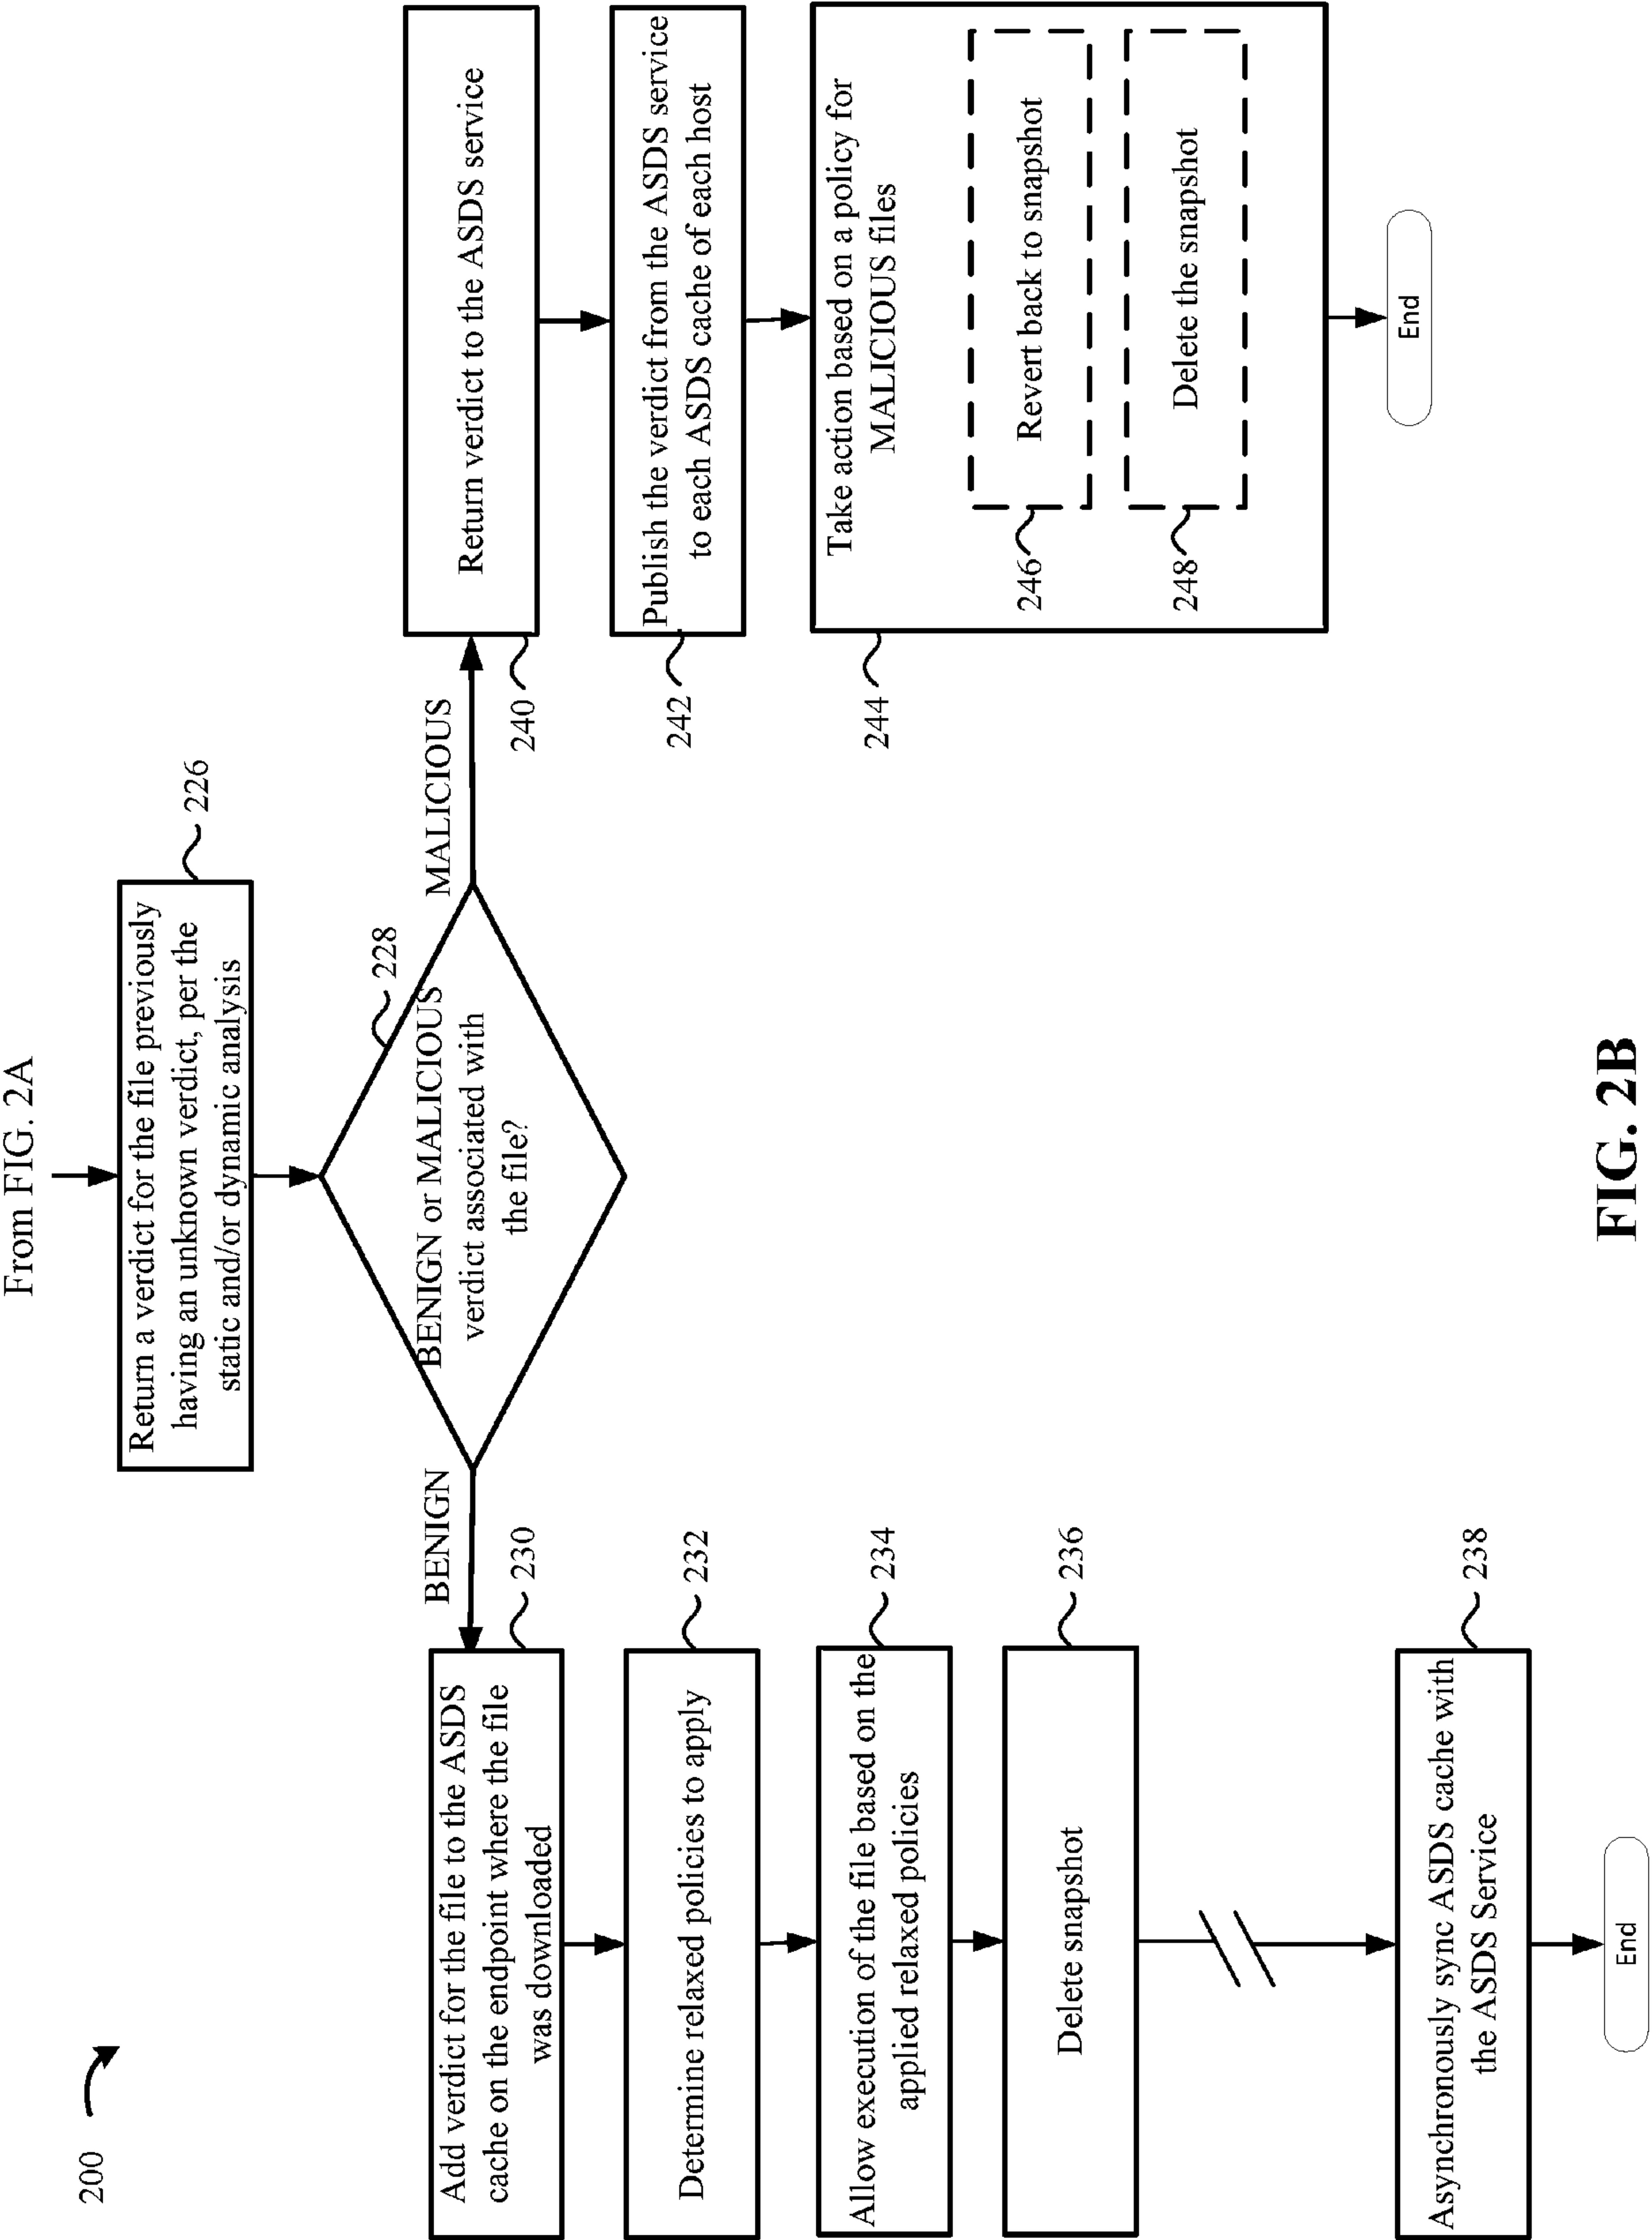 200
From FIG. 2A
Return a verdict for the file previously
having an unknown verdict, per the
static and/or dynamic analysis
226
228
BENIGN or MALICIOUS
verdict associated with
the file?
BENIGN
MALICIOUS
Add verdict for the file to the ASDS
cache on the endpoint where the file
was downloaded
230
Determine relaxed policies to apply
232
Allow execution of the file based on the
applied relaxed policies
234
Delete snapshot
236
Asynchronously sync ASDS cache with
the ASDS Service
238
End
Return verdict to the ASDS service
240
Publish the verdict from the ASDS service
to each ASDS cache of each host
242
Take action based on a policy for
MALICIOUS files
244
Revert back to snapshot
246
Delete the snapshot
248
End
FIG. 2B